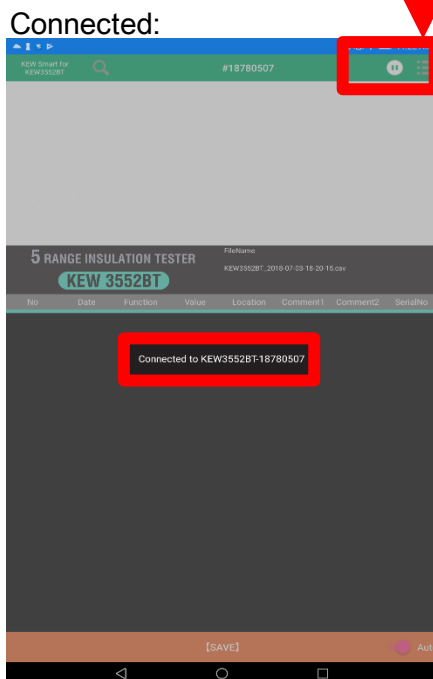 Connected:
KEW Smart for
KEW3552BT
#18780507
5 RANGE INSULATION TESTER
KEW 3552BT
FileName
KEW3552BT_2018-07-03-18-20-15.csv
No Date Function Value Location Comment1 Comment2 SerialNo
Connected to KEW3552BT-18780507
【SAVE】
Aut